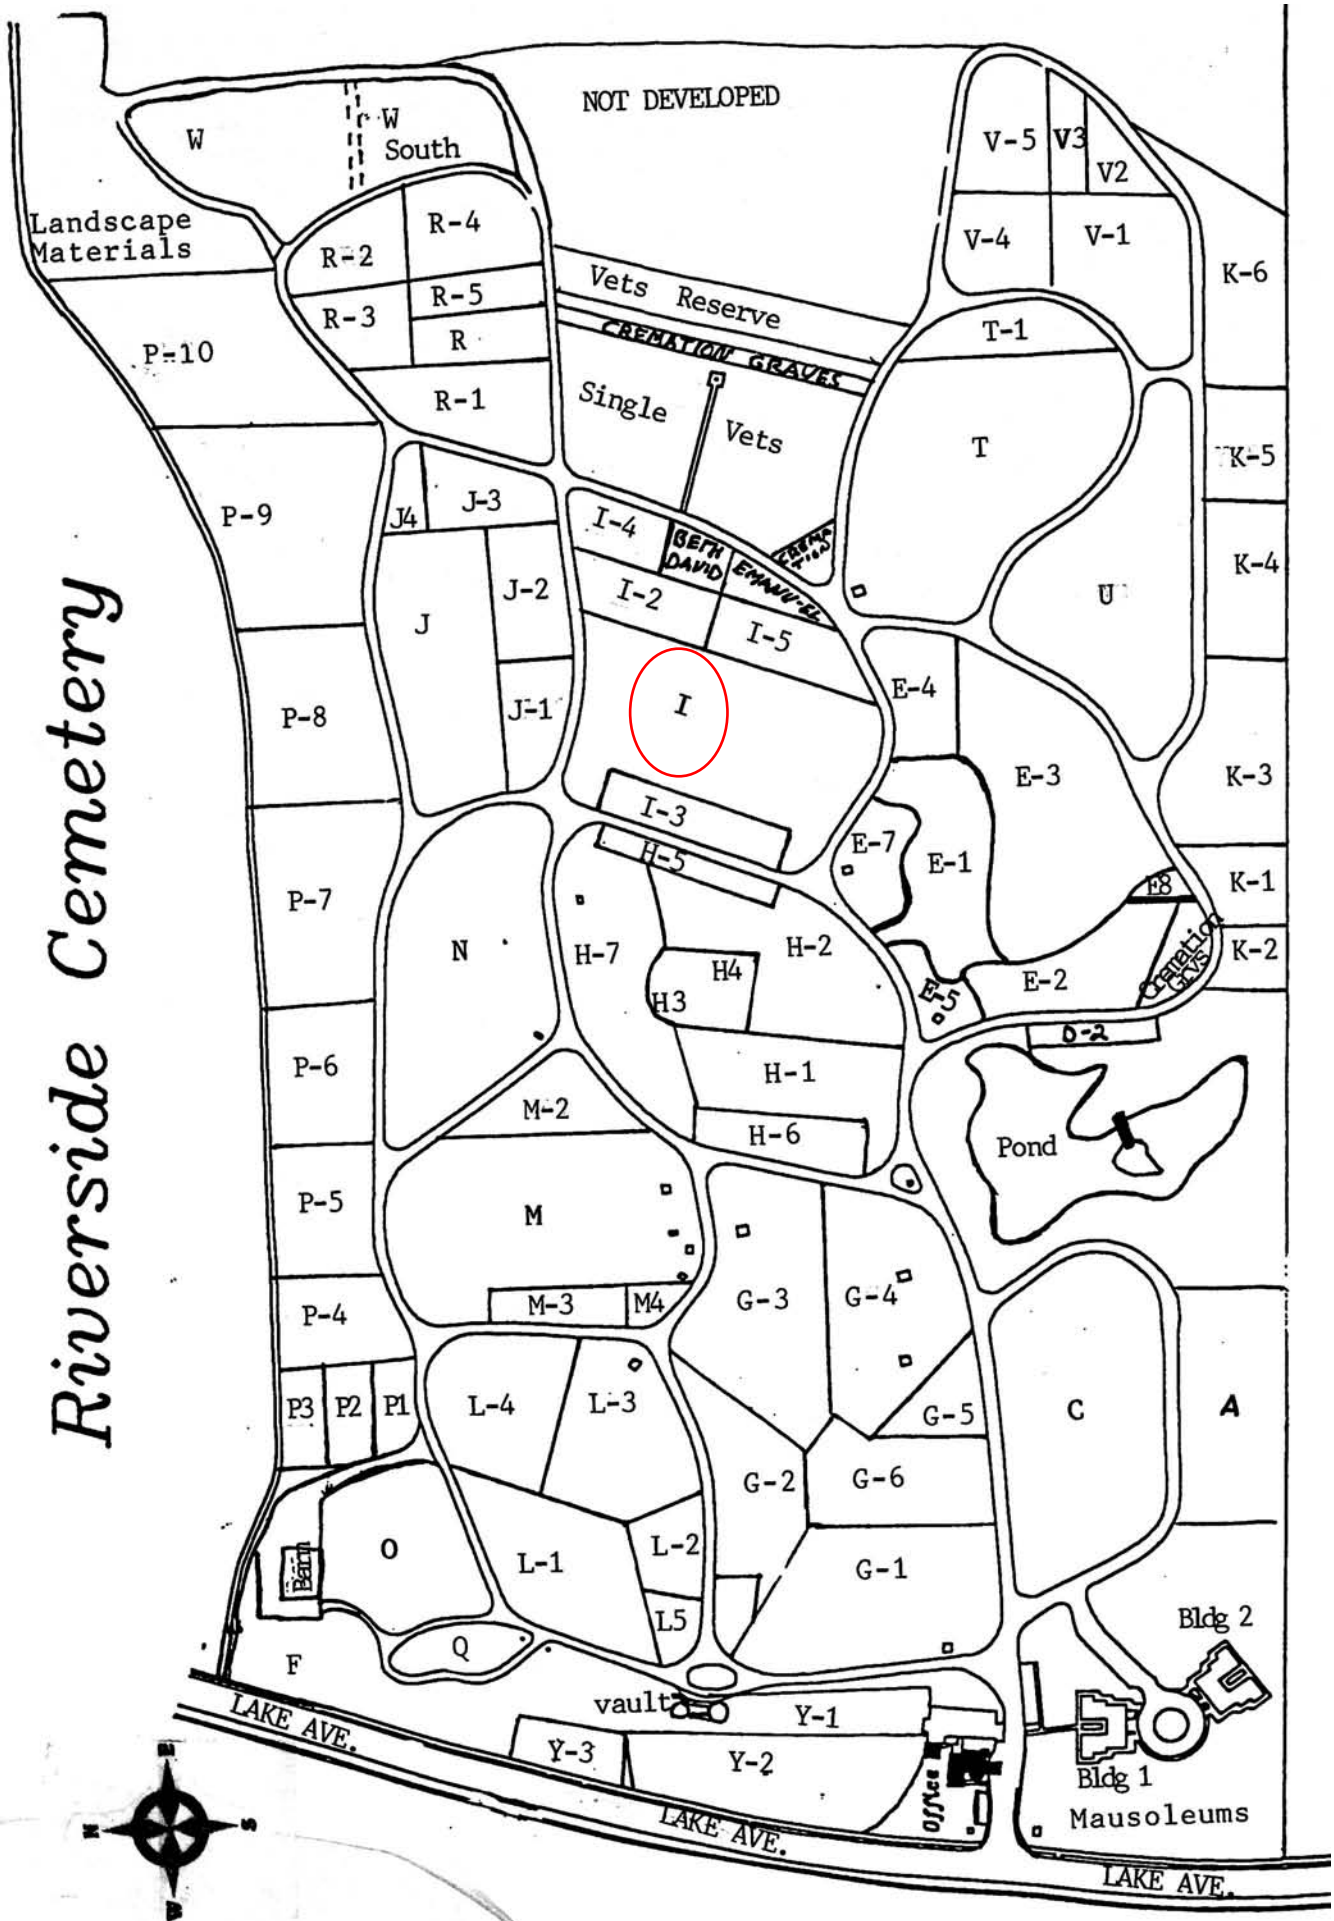 NOT DEVELOPED
W
W
South
V-5
V3
V2
Landscape
Materials
R-2
R-4
V-4
V-1
K-6
R-3
R-5
R
Vets Reserve
T-1
P-10
CREMATION GRAVES
R-1
Single
Vets
T
K-5
P-9
J4
J-3
I-4
BETH
DAVID
EMANU-EL
CREMA
TION
K-4
J
J-2
I-2
I-5
U
P-8
J-1
I
E-4
E-3
K-3
I-3
H-5
E-7
E-1
E8
K-1
P-7
N
H-7
H-2
H4
H3
E-5
E-2
Cremation
Grvs
K-2
P-6
H-1
D-2
M-2
H-6
Pond
P-5
M
P-4
M-3
M4
G-3
G-4
P3
P2
P1
L-4
L-3
G-5
C
A
G-2
G-6
Barn
O
L-1
L-2
G-1
L5
Bldg 2
F
Q
vault
Y-1
Y-3
Y-2
Office
Bldg 1
Mausoleums
LAKE AVE.
LAKE AVE.
LAKE AVE.
Riverside Cemetery
E
N
S
W